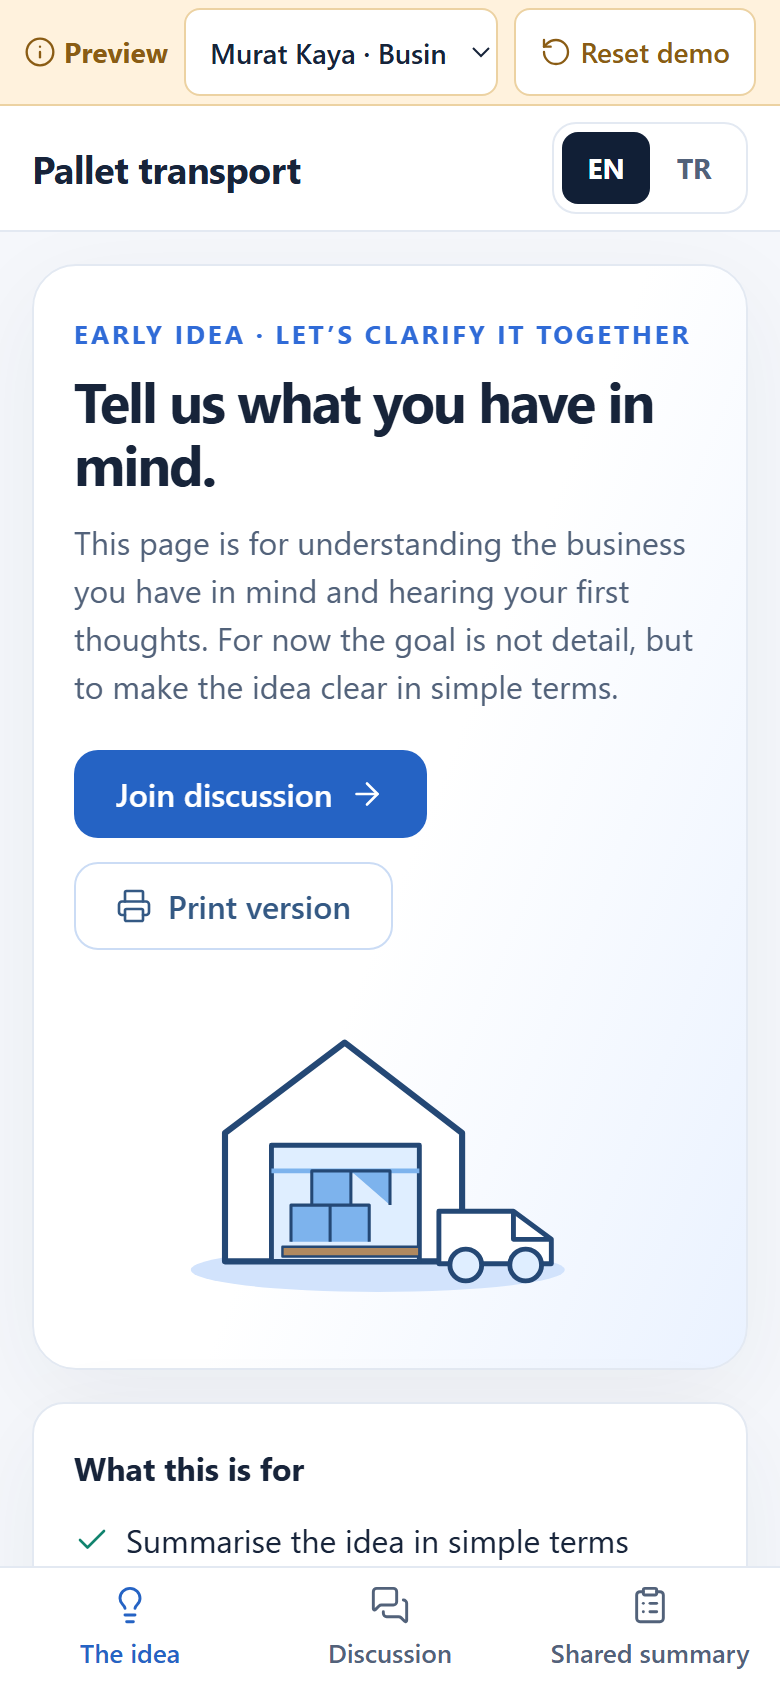 Preview
Murat Kaya · Busin
Reset demo
Pallet transport
EN
TR
EARLY IDEA · LET’S CLARIFY IT TOGETHER
Tell us what you have in
mind.
This page is for understanding the business
you have in mind and hearing your first
thoughts. For now the goal is not detail, but
to make the idea clear in simple terms.
Join discussion
Print version
What this is for
Summarise the idea in simple terms
The idea
Discussion
Shared summary